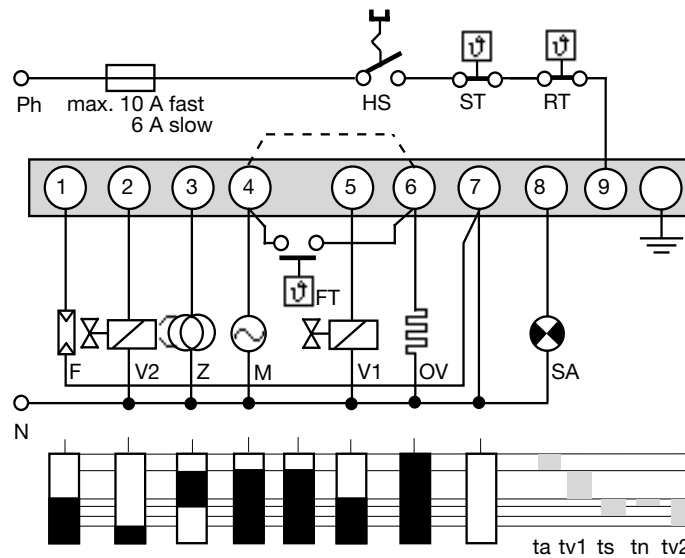 ϑ ϑ
Ph max. 10 A fast HS ST RT
6 A slow
1 2 3 4 5 6 7 8 9
ϑ FT
F V2 Z M V1 OV SA
N
ta tv1 ts tn tv2